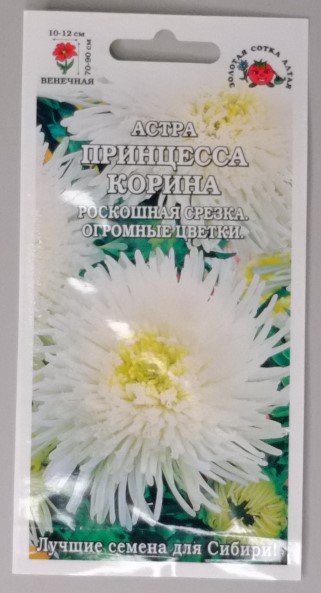 10-12 см
70-90 см
ВЕНЕЧНАЯ
ЗОЛОТАЯ СОТКА АЛТАЯ
АСТРА
ПРИНЦЕССА
КОРИНА
РОСКОШНАЯ СРЕЗКА.
ОГРОМНЫЕ ЦВЕТКИ.
Лучшие семена для Сибири!